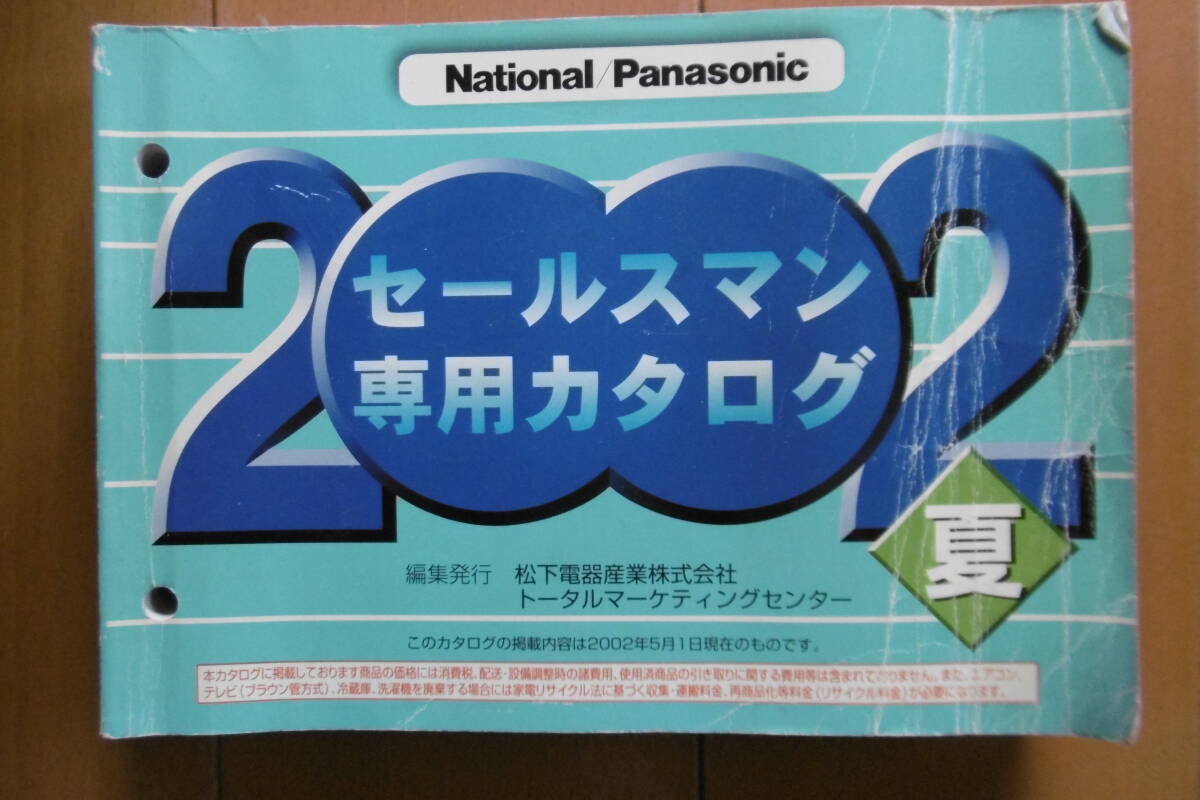 National/Panasonic
2002
セールスマン
専用カタログ
夏
編集発行 松下電器産業株式会社
トータルマーケティングセンター
このカタログの掲載内容は2002年5月1日現在のものです。
本カタログに掲載しております商品の価格には消費税、配送・設備調整時の諸費用、使用済商品の引き取りに関する費用等は含まれておりません。また、エアコン、
テレビ(ブラウン管方式)、冷蔵庫、洗濯機を廃棄する場合には家電リサイクル法に基づく収集・運搬料金、再商品化等料金(リサイクル料金)が必要になります。